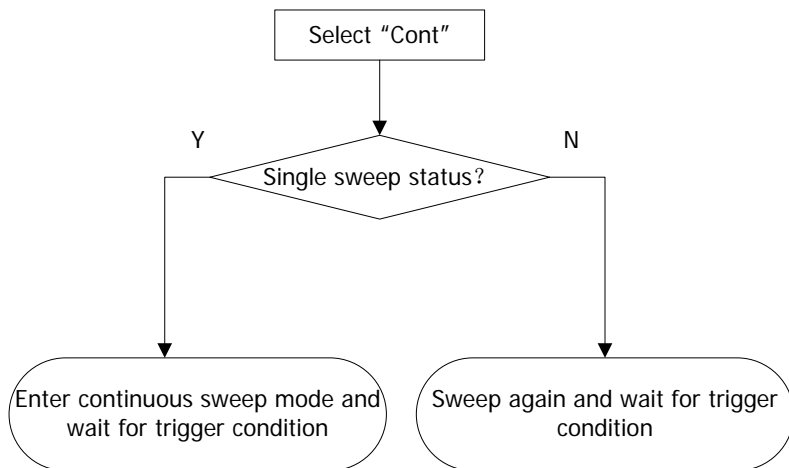 Select “Cont”
Y
N
Single sweep status？
Enter continuous sweep mode and
wait for trigger condition
Sweep again and wait for trigger
condition